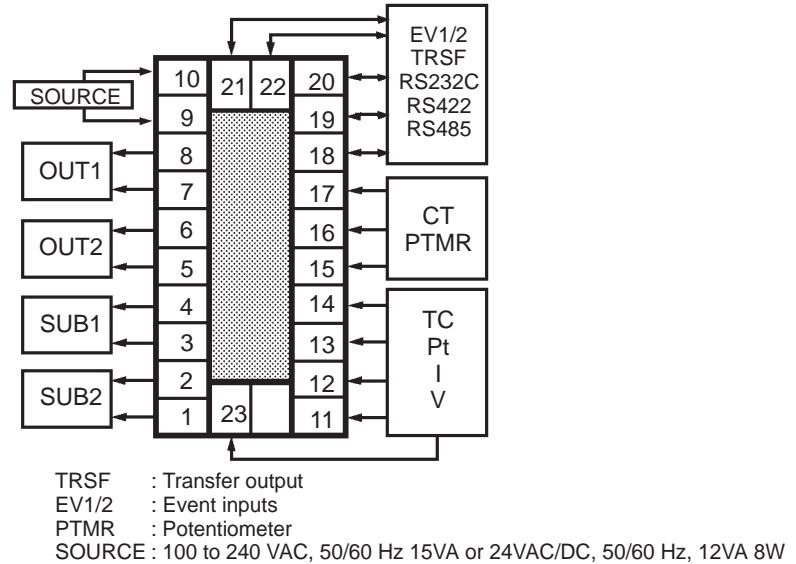 EV1/2
TRSF
RS232C
RS422
RS485
SOURCE
10
9
8
7
6
5
4
3
2
1
21
22
23
20
19
18
17
16
15
14
13
12
11
OUT1
OUT2
SUB1
SUB2
CT
PTMR
TC
Pt
I
V
TRSF : Transfer output
EV1/2 : Event inputs
PTMR : Potentiometer
SOURCE : 100 to 240 VAC, 50/60 Hz 15VA or 24VAC/DC, 50/60 Hz, 12VA 8W